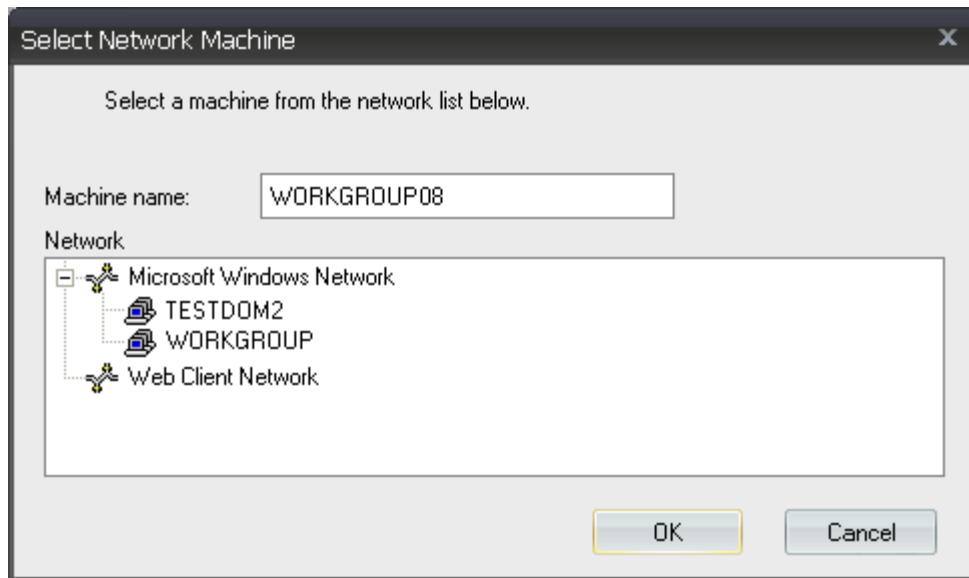 Select Network Machine
Select a machine from the network list below.
Machine name: WORKGROUP08
Network
Microsoft Windows Network
TESTDOM2
WORKGROUP
Web Client Network
OK Cancel